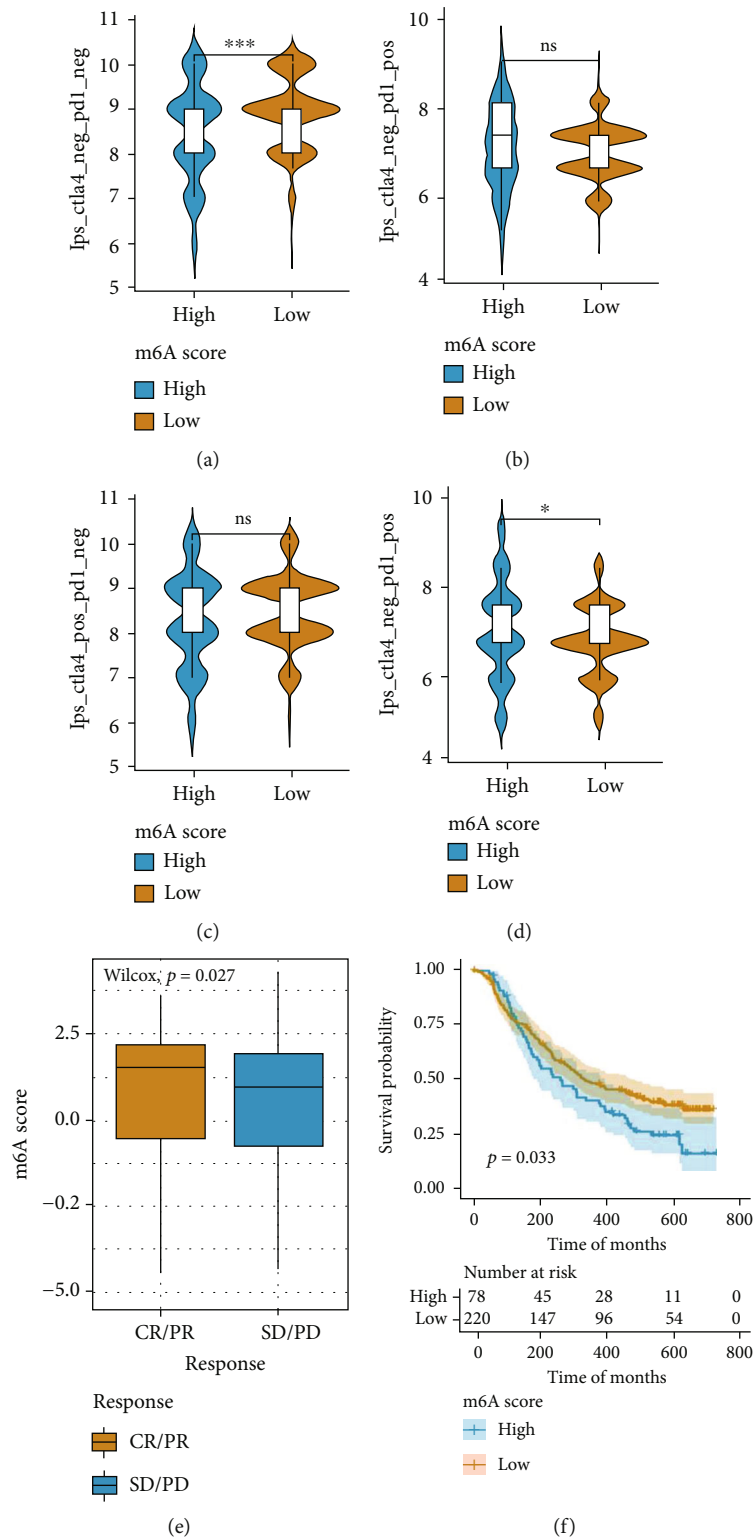 11
10
9
8
7
6
5
Ips_ctla4_neg_pd1_neg
***
High Low
m6A score
High
Low
(a)
10
8
6
4
Ips_ctla4_neg_pd1_pos
ns
High Low
m6A score
High
Low
(b)
11
10
9
8
7
6
5
Ips_ctla4_pos_pd1_neg
ns
High Low
m6A score
High
Low
(c)
10
8
6
4
Ips_ctla4_neg_pd1_pos
*
High Low
m6A score
High
Low
(d)
Wilcox, p = 0.027
2.5
0.0
−0.2
−5.0
m6A score
CR/PR SD/PD
Response
Response
CR/PR
SD/PD
(e)
1.00
0.75
0.50
0.25
0.00
Survival probability
p = 0.033
0 200 400 600 800
Time of months
Number at risk
High 78 45 28 11 0
Low 220 147 96 54 0
0 200 400 600 800
Time of months
m6A score
High
Low
(f)